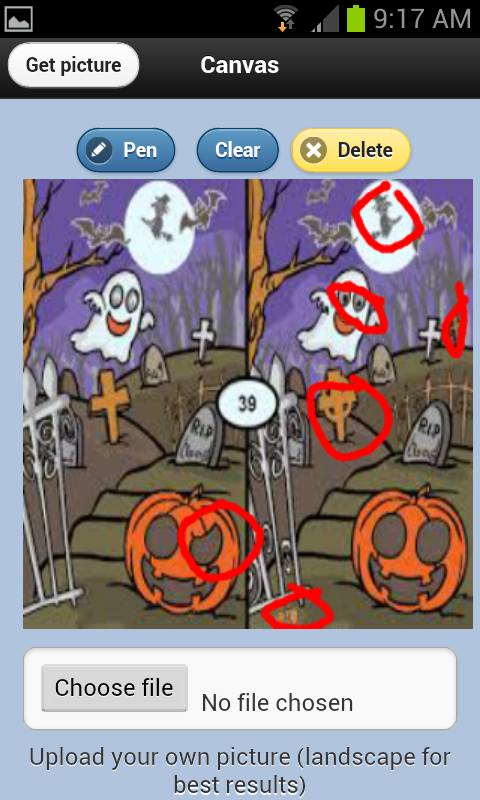 9:17 AM
Get picture
Canvas
Pen
Clear
Delete
39
R.I.P
R.I.P
Choose file
No file chosen
Upload your own picture (landscape for
best results)